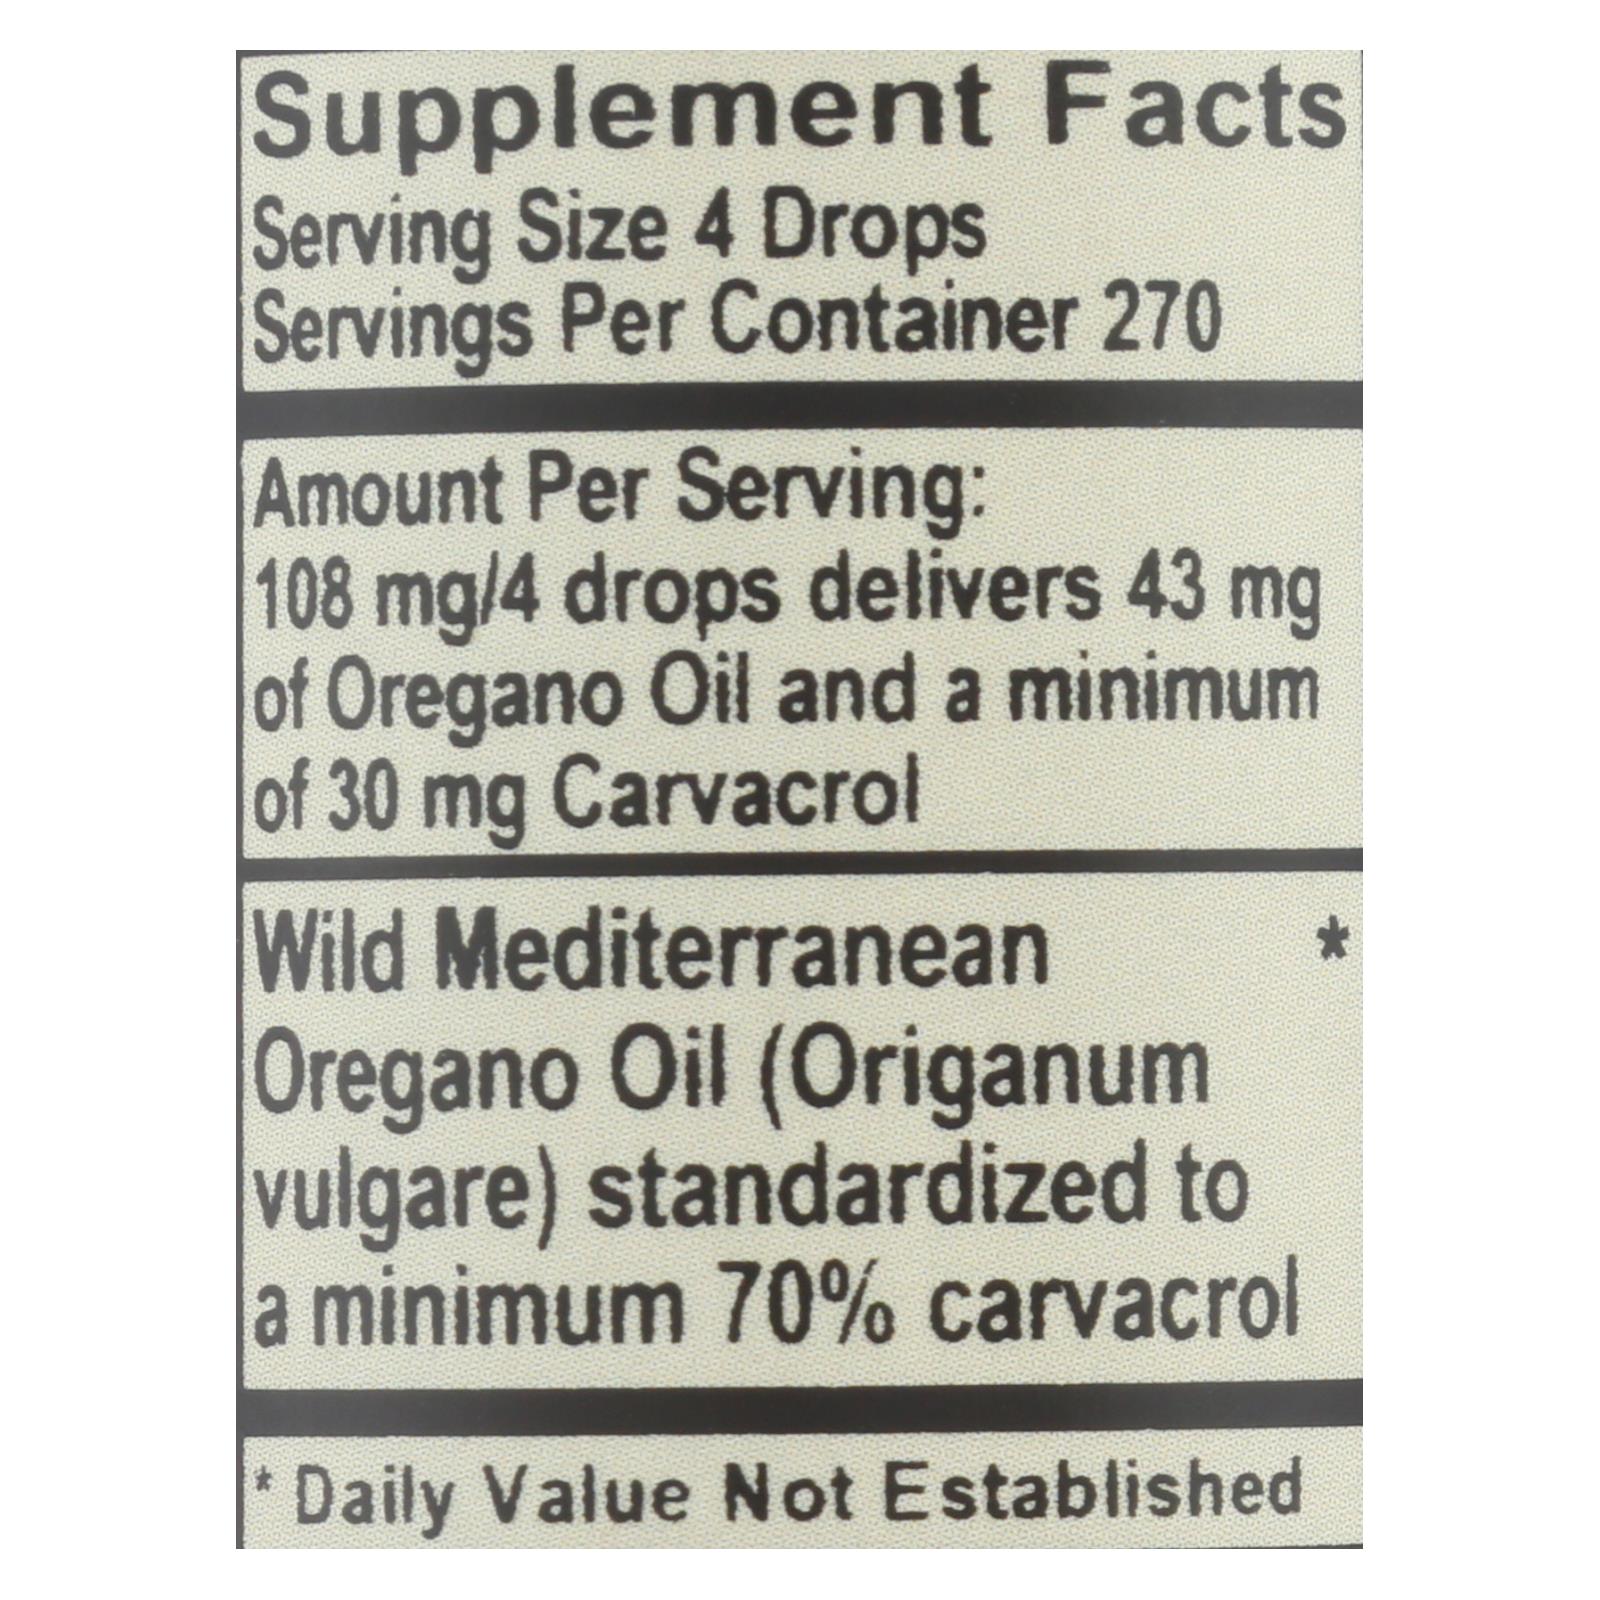 Supplement Facts
Serving Size 4 Drops
Servings Per Container 270
Amount Per Serving:
108 mg/4 drops delivers 43 mg
of Oregano Oil and a minimum
of 30 mg Carvacrol
Wild Mediterranean *
Oregano Oil (Origanum
vulgare) standardized to
a minimum 70% carvacrol
* Daily Value Not Established